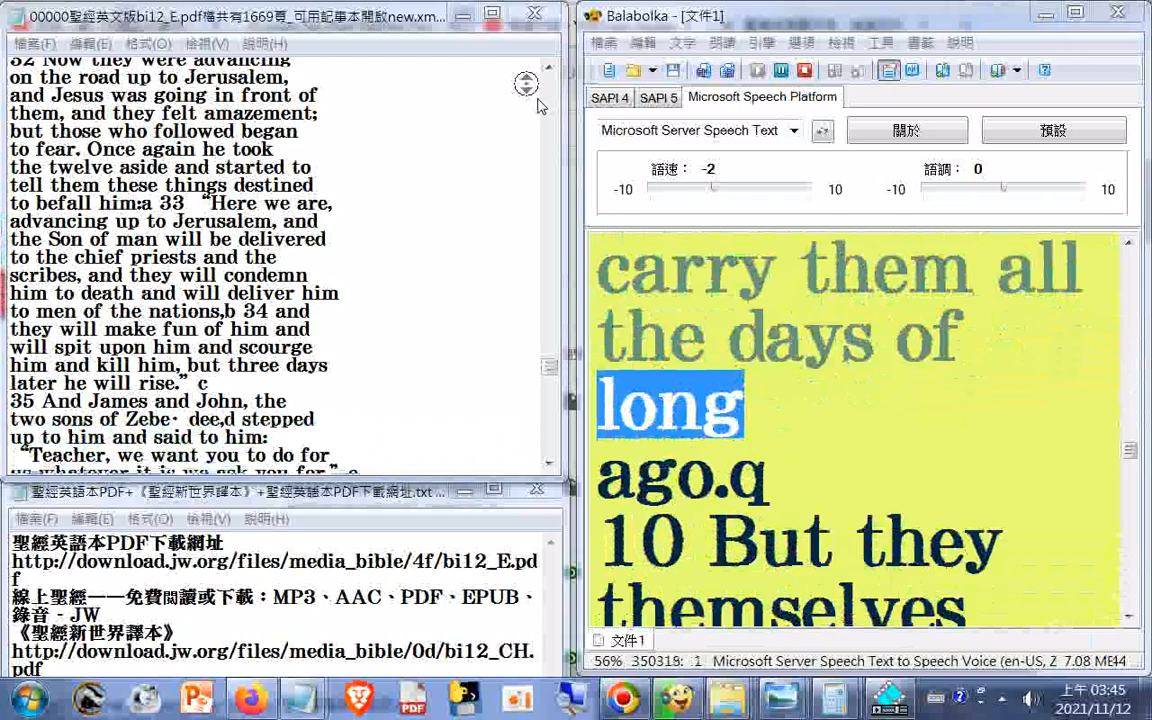 00000聖經英文版bi12_E.pdf檔共有1669頁_可用記事本開啟new.xm...
檔案(F) 編輯(E) 格式(O) 檢視(V) 說明(H)
32 Now they were advancing
on the road up to Jerusalem,
and Jesus was going in front of
them, and they felt amazement;
but those who followed began
to fear. Once again he took
the twelve aside and started to
tell them these things destined
to befall him:a 33 “Here we are,
advancing up to Jerusalem, and
the Son of man will be delivered
to the chief priests and the
scribes, and they will condemn
him to death and will deliver him
to men of the nations,b 34 and
they will make fun of him and
will spit upon him and scourge
him and kill him, but three days
later he will rise.” c
35 And James and John, the
two sons of Zebe· dee,d stepped
up to him and said to him:
“Teacher, we want you to do for
us whatever it is we ask you for.” e
聖經英語本PDF+《聖經新世界譯本》+聖經英語本PDF下載網址.txt ...
檔案(F) 編輯(E) 格式(O) 檢視(V) 說明(H)
聖經英語本PDF下載網址
http://download.jw.org/files/media_bible/4f/bi12_E.pd
f
線上聖經——免費閱讀或下載：MP3、AAC、PDF、EPUB、
錄音 - JW
《聖經新世界譯本》
http://download.jw.org/files/media_bible/0d/bi12_CH.
pdf
Balabolka - [文件1]
檔案 編輯 文字 朗讀 引擎 選項 檢視 工具 書籤 說明
SAPI 4 SAPI 5 Microsoft Speech Platform
Microsoft Server Speech Text 關於 預設
語速： -2 語調： 0
-10 10 -10 10
carry them all
the days of
long
ago.q
10 But they
themselves
文件1
56% 350318: 1 Microsoft Server Speech Text to Speech Voice (en-US, Z 7.08 ME44
上午 03:45
2021/11/12